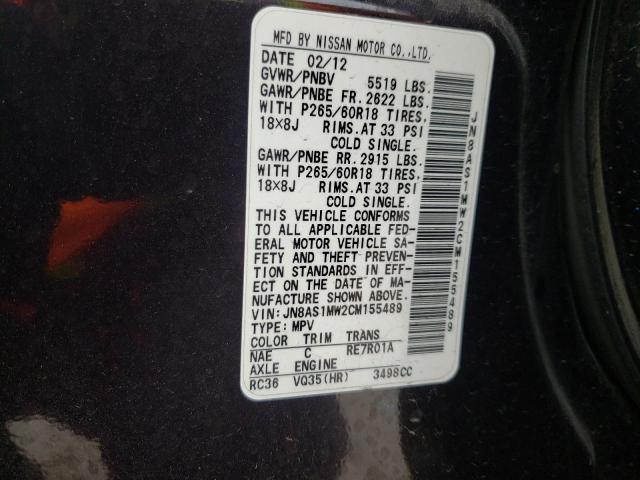 MFD BY NISSAN MOTOR CO.,LTD.
DATE 02/12
GVWR/PNBV 5519 LBS.
GAWR/PNBE FR. 2622 LBS.
WITH P265/60R18 TIRES,
18X8J RIMS.AT 33 PSI
COLD SINGLE.
GAWR/PNBE RR. 2915 LBS.
WITH P265/60R18 TIRES,
18X8J RIMS.AT 33 PSI
COLD SINGLE.
THIS VEHICLE CONFORMS
TO ALL APPLICABLE FED-
ERAL MOTOR VEHICLE SA-
FETY AND THEFT PREVEN-
TION STANDARDS IN EFF-
ECT ON THE DATE OF MA-
NUFACTURE SHOWN ABOVE.
VIN: JN8AS1MW2CM155489
TYPE: MPV
COLOR TRIM TRANS
NAE C RE7R01A
AXLE ENGINE
RC36 VQ35(HR) 3498CC
JN8AS1MW2CM155489